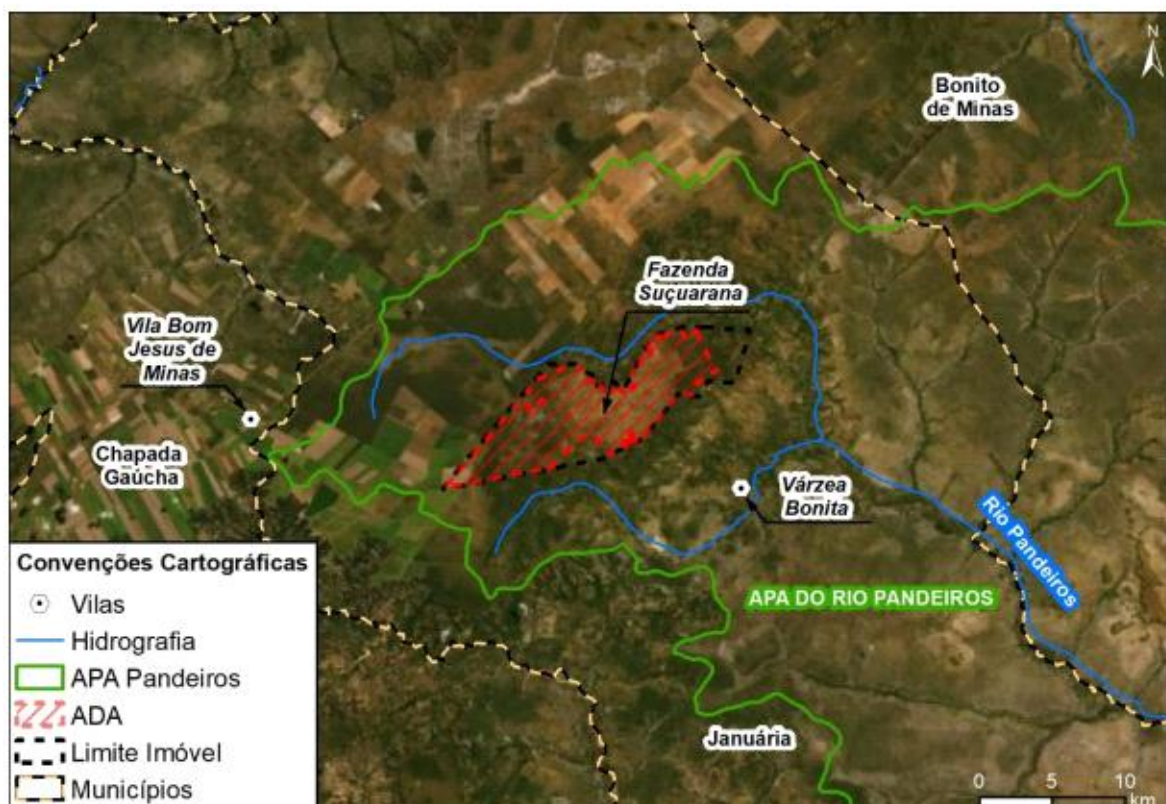 N
Bonito
de Minas
Fazenda
Suçuarana
Vila Bom
Jesus de
Minas
Chapada
Gaúcha
Várzea
Bonita
Rio Pandeiros
APA DO RIO PANDEIROS
Januária
Convenções Cartográficas
Vilas
Hidrografia
APA Pandeiros
ADA
Limite Imóvel
Municípios
0 5 10
km